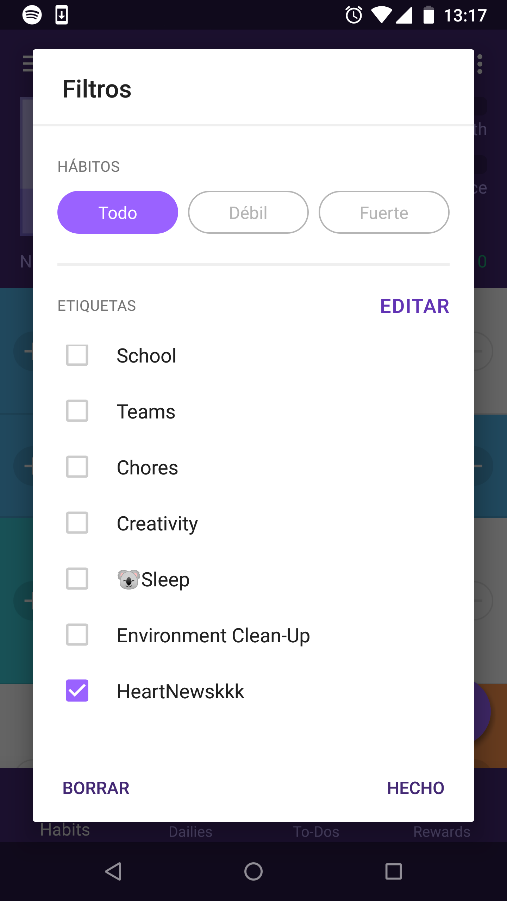 13:17
Filtros
HÁBITOS
Todo Débil Fuerte
ETIQUETAS EDITAR
School
Teams
Chores
Creativity
🐨Sleep
Environment Clean-Up
HeartNewskkk
BORRAR HECHO
Habits Dailies To-Dos Rewards